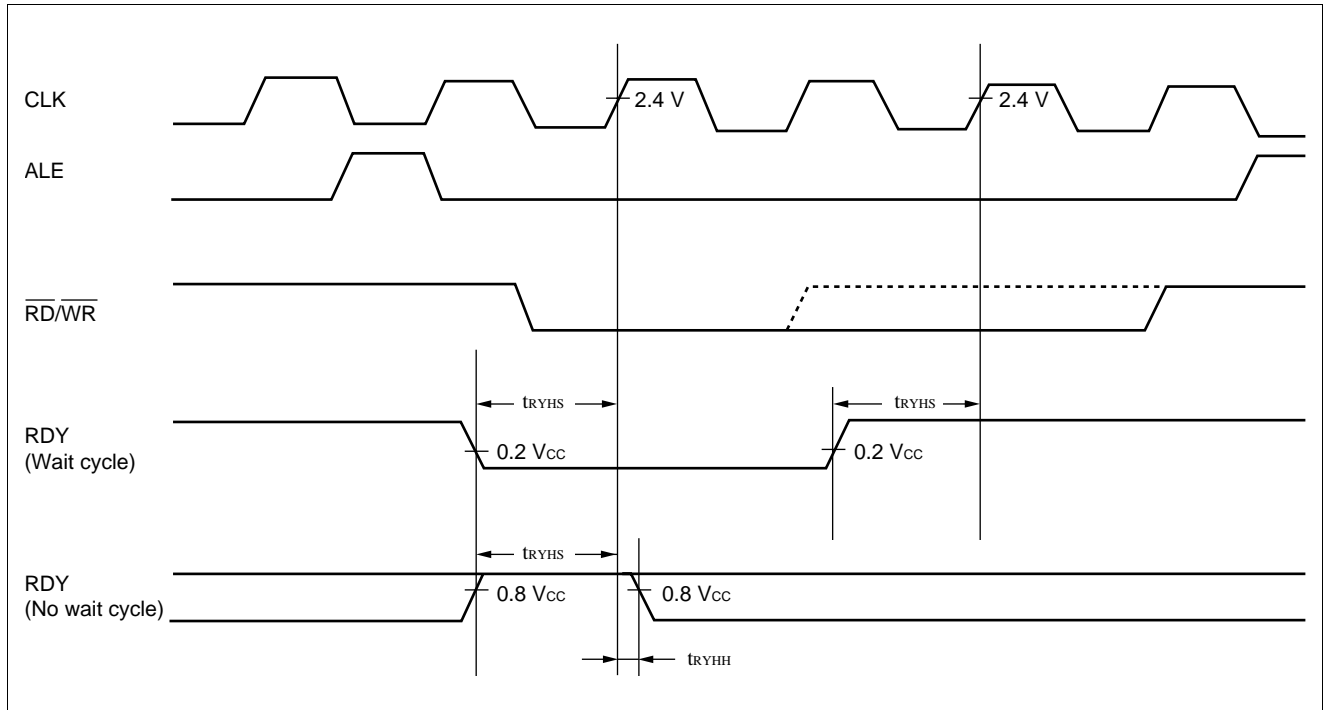 CLK
2.4 V
2.4 V
ALE
RD/WR
tRYHS
tRYHS
RDY
(Wait cycle)
0.2 VCC
0.2 VCC
tRYHS
RDY
(No wait cycle)
0.8 VCC
0.8 VCC
tRYHH